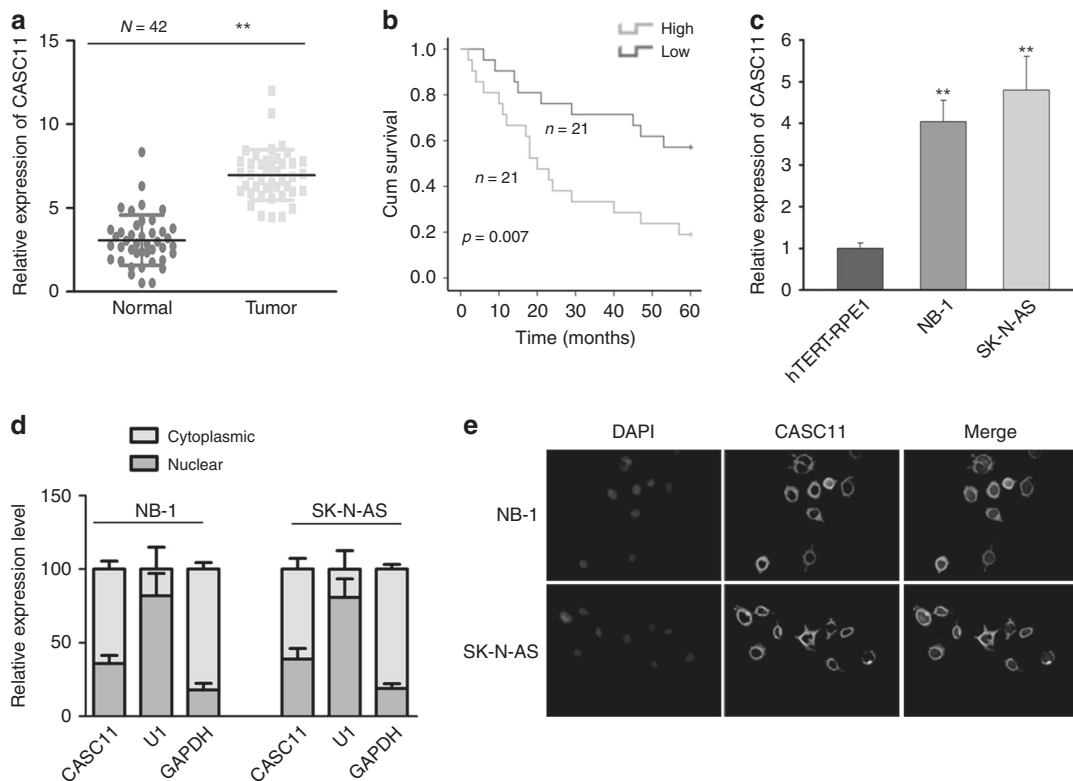 a
N = 42
**
Relative expression of CASC11
15
10
5
0
Normal
Tumor
b
High
Low
Cum survival
1.0
0.8
0.6
0.4
0.2
0.0
n = 21
n = 21
p = 0.007
0 10 20 30 40 50 60
Time (months)
c
Relative expression of CASC11
6
5
4
3
2
1
0
**
**
hTERT-RPE1
NB-1
SK-N-AS
d
Cytoplasmic
Nuclear
Relative expression level
150
100
50
0
NB-1
SK-N-AS
CASC11
U1
GAPDH
CASC11
U1
GAPDH
e
DAPI
CASC11
Merge
NB-1
SK-N-AS